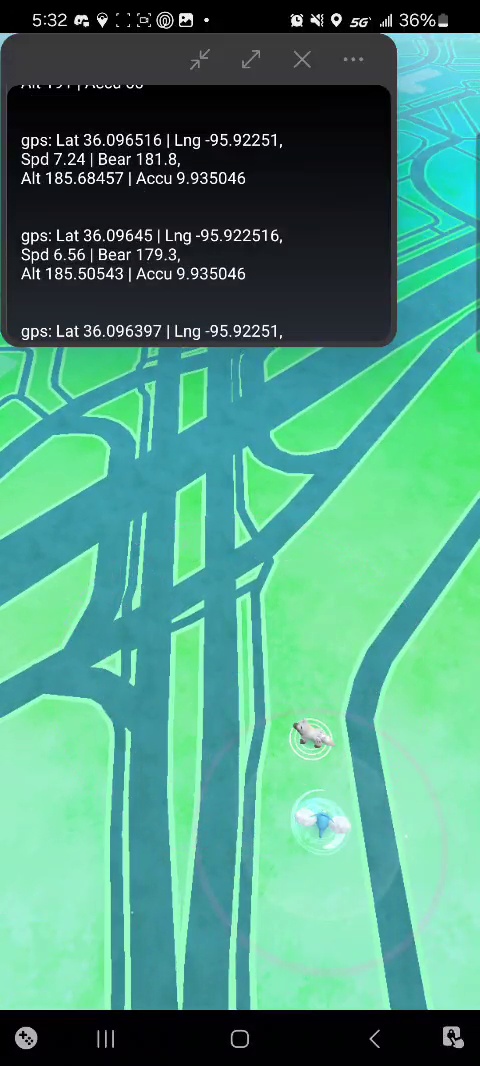 5:32
5G
36%
gps: Lat 36.096516 | Lng -95.92251,
Spd 7.24 | Bear 181.8,
Alt 185.68457 | Accu 9.935046
gps: Lat 36.09645 | Lng -95.922516,
Spd 6.56 | Bear 179.3,
Alt 185.50543 | Accu 9.935046
gps: Lat 36.096397 | Lng -95.92251,